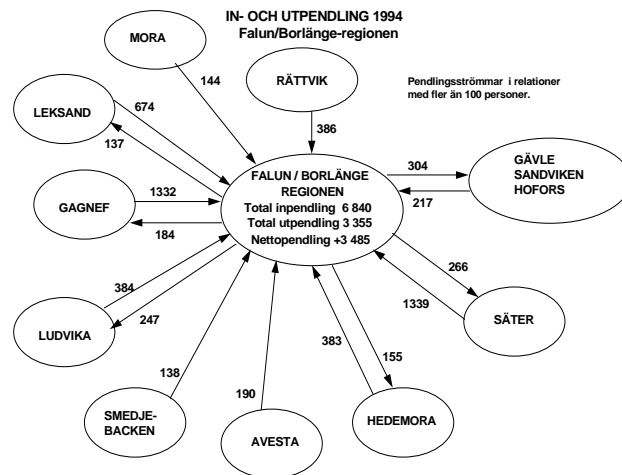 IN- OCH UTPENDLING 1994
Falun/Borlänge-regionen
MORA
RÄTTVIK
Pendlingsströmmar i relationer
med fler än 100 personer.
144
LEKSAND
674
137
386
FALUN / BORLÄNGE
REGIONEN
Total inpendling 6 840
Total utpendling 3 355
Nettopendling +3 485
304
217
GÄVLE
SANDVIKEN
HOFORS
GAGNEF
1332
184
266
1339
SÄTER
384
247
LUDVIKA
383
155
138
190
SMEDJE-
BACKEN
AVESTA
HEDEMORA